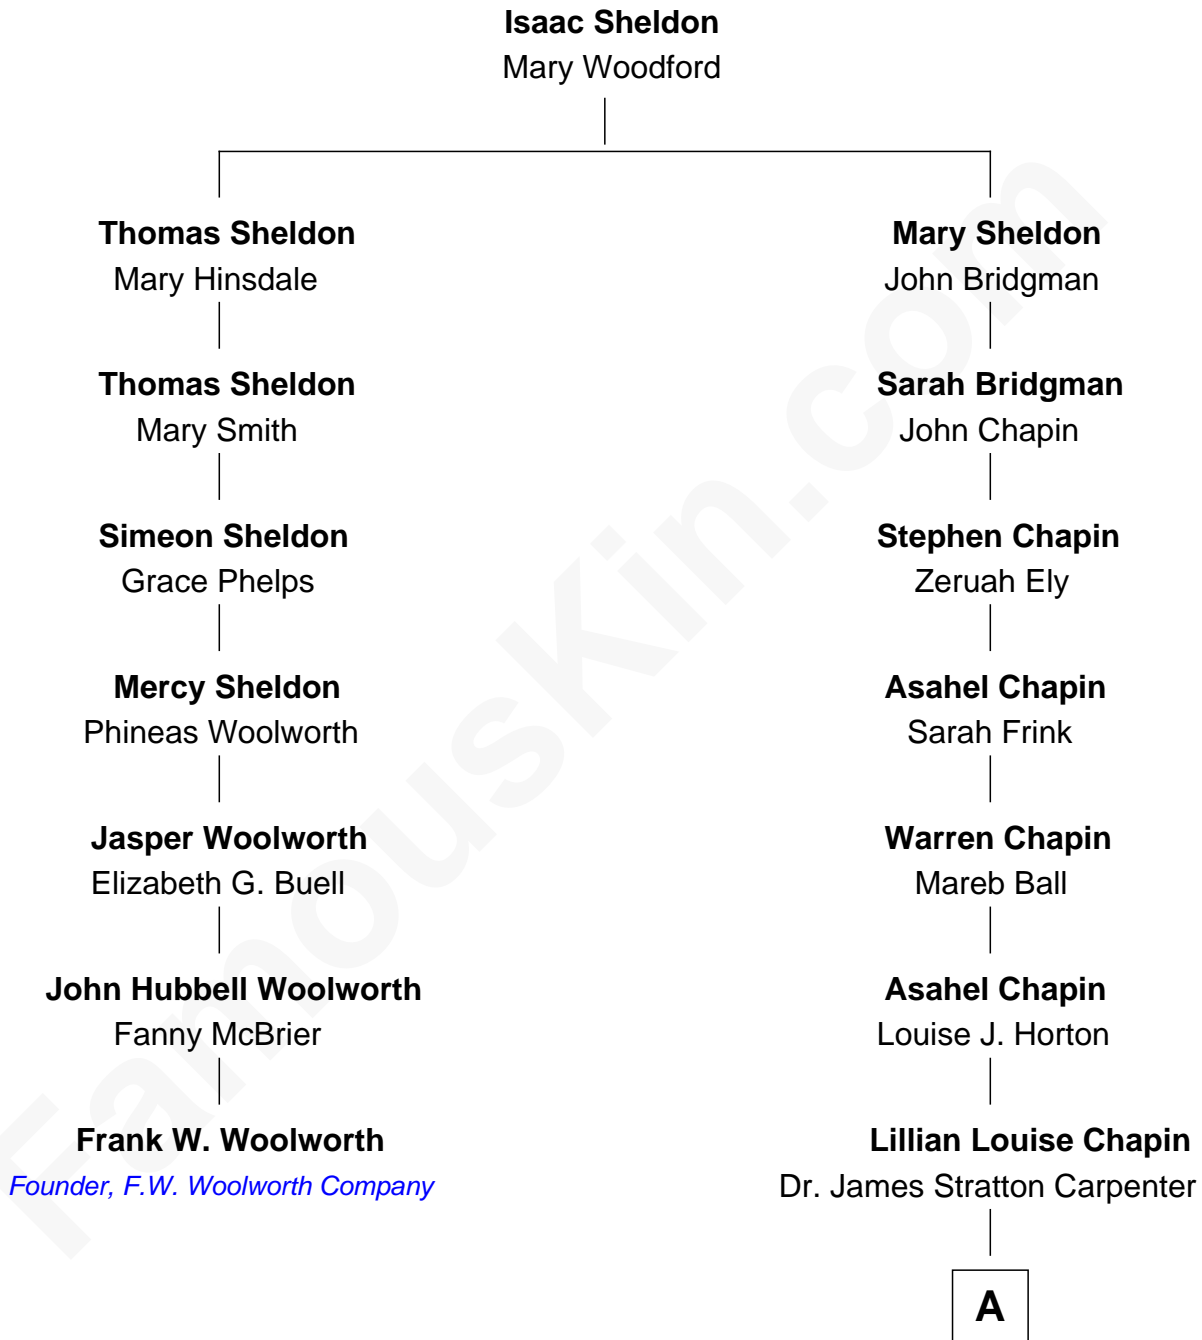 Isaac Sheldon
Mary Woodford
Thomas Sheldon
Mary Hinsdale
Mary Sheldon
John Bridgman
Thomas Sheldon
Mary Smith
Sarah Bridgman
John Chapin
Simeon Sheldon
Grace Phelps
Stephen Chapin
Zeruah Ely
Mercy Sheldon
Phineas Woolworth
Asahel Chapin
Sarah Frink
Jasper Woolworth
Elizabeth G. Buell
Warren Chapin
Mareb Ball
John Hubbell Woolworth
Fanny McBrier
Asahel Chapin
Louise J. Horton
Frank W. Woolworth
Founder, F.W. Woolworth Company
Lillian Louise Chapin
Dr. James Stratton Carpenter
A
FamousKin.com